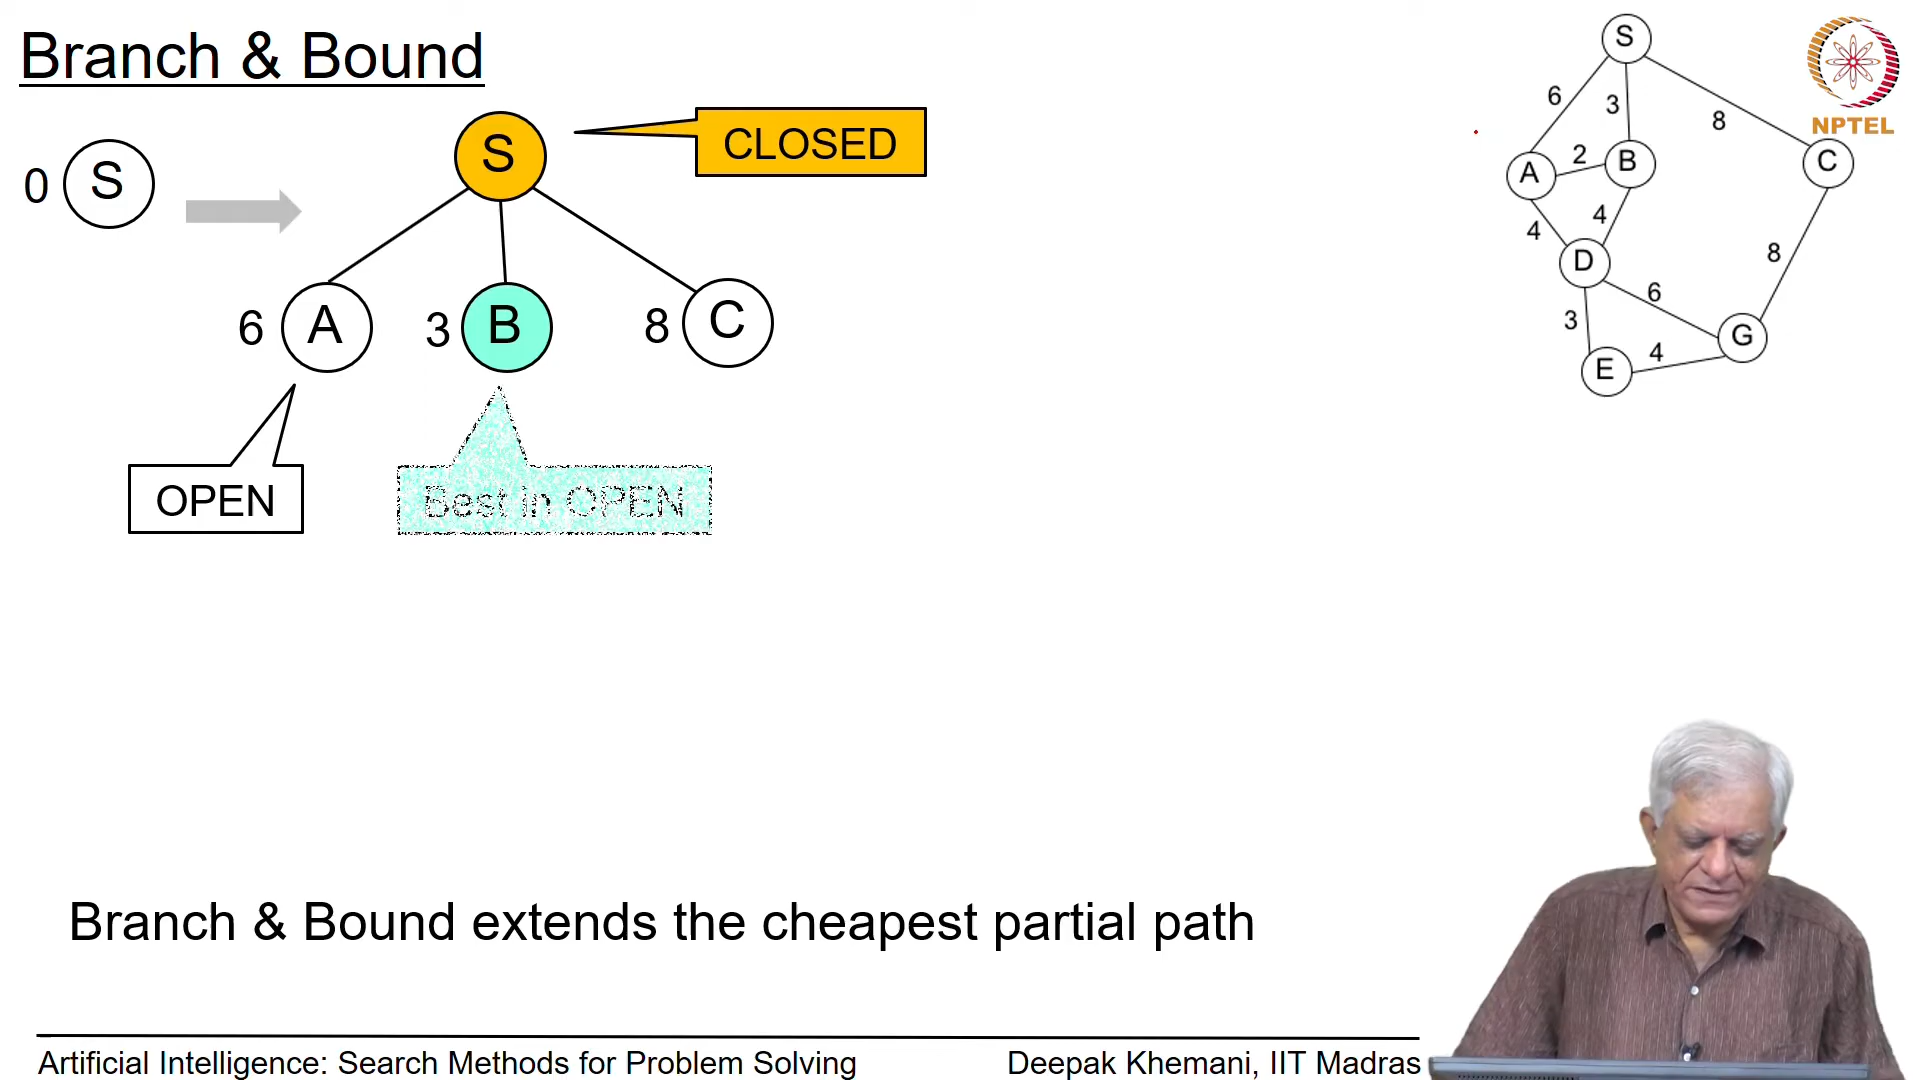 Branch & Bound
0 S
S
CLOSED
6 A
3 B
8 C
OPEN
Best in OPEN
S
6
3
8
A
2
B
C
4
4
D
8
6
3
G
4
E
NPTEL
Branch & Bound extends the cheapest partial path
Artificial Intelligence: Search Methods for Problem Solving
Deepak Khemani, IIT Madras